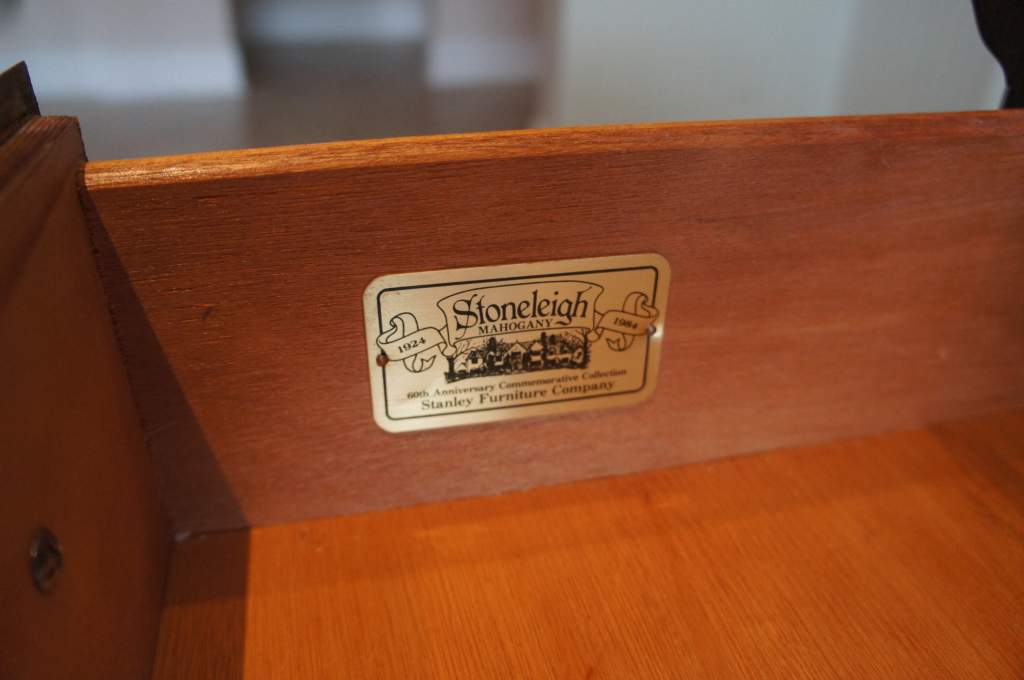 Stoneleigh
MAHOGANY
1924
1984
60th Anniversary Commemorative Collection
Stanley Furniture Company